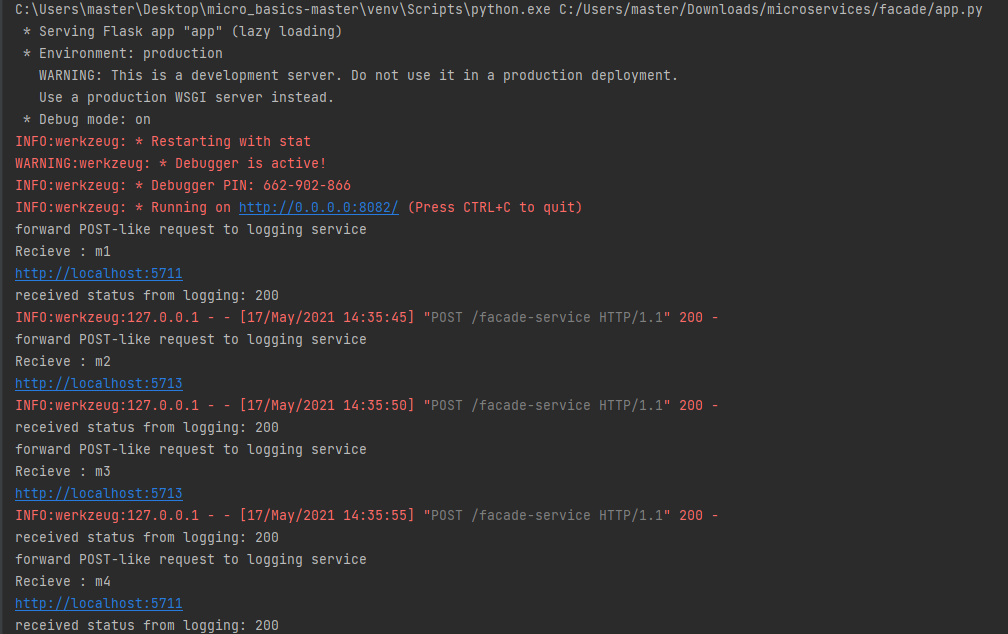 C:\Users\master\Desktop\micro_basics-master\venv\Scripts\python.exe C:/Users/master/Downloads/microservices/facade/app.py
 * Serving Flask app "app" (lazy loading)
 * Environment: production
   WARNING: This is a development server. Do not use it in a production deployment.
   Use a production WSGI server instead.
 * Debug mode: on
INFO:werkzeug: * Restarting with stat
WARNING:werkzeug: * Debugger is active!
INFO:werkzeug: * Debugger PIN: 662-902-866
INFO:werkzeug: * Running on http://0.0.0.0:8082/ (Press CTRL+C to quit)
forward POST-like request to logging service
Recieve : m1
http://localhost:5711
received status from logging: 200
INFO:werkzeug:127.0.0.1 - - [17/May/2021 14:35:45] "POST /facade-service HTTP/1.1" 200 -
forward POST-like request to logging service
Recieve : m2
http://localhost:5713
INFO:werkzeug:127.0.0.1 - - [17/May/2021 14:35:50] "POST /facade-service HTTP/1.1" 200 -
received status from logging: 200
forward POST-like request to logging service
Recieve : m3
http://localhost:5713
INFO:werkzeug:127.0.0.1 - - [17/May/2021 14:35:55] "POST /facade-service HTTP/1.1" 200 -
received status from logging: 200
forward POST-like request to logging service
Recieve : m4
http://localhost:5711
received status from logging: 200